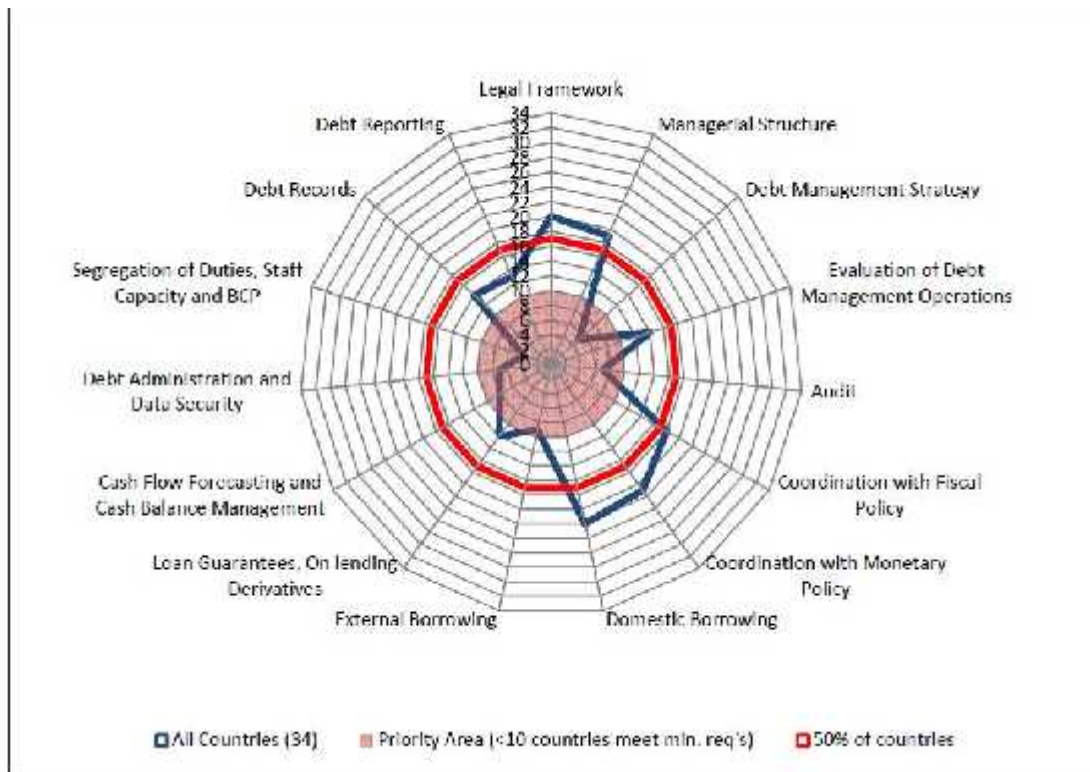 Legal Framework
Debt Reporting
Managerial Structure
Debt Records
Debt Management Strategy
Segregation of Duties, Staff
Capacity and BCP
Evaluation of Debt
Management Operations
Debt Administration and
Data Security
Audit
Cash Flow Forecasting and
Cash Balance Management
Coordination with Fiscal
Policy
Loan Guarantees, On lending
Derivatives
Coordination with Monetary
Policy
External Borrowing
Domestic Borrowing
34
32
30
28
26
24
22
20
18
16
All Countries (34)
Priority Area (<10 countries meet min. req's)
50% of countries